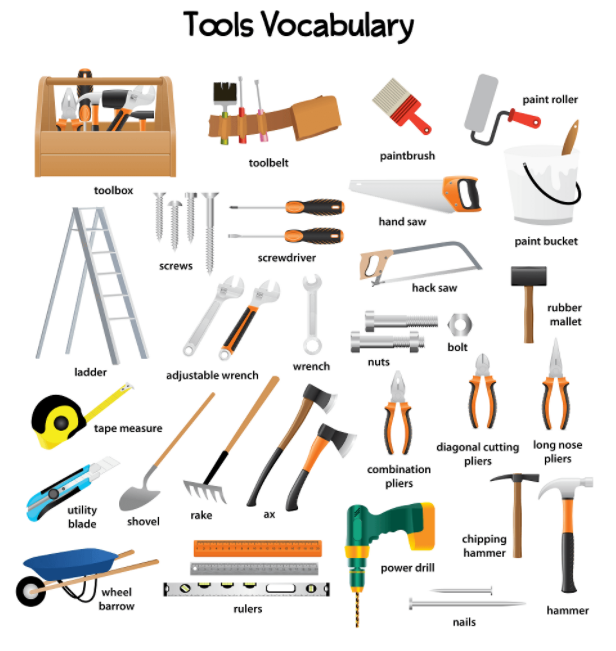 Tools Vocabulary
toolbox
toolbelt
paintbrush
paint roller
paint bucket
hand saw
screws
screwdriver
hack saw
rubber
mallet
ladder
adjustable wrench
wrench
nuts
bolt
tape measure
combination
pliers
diagonal cutting
pliers
long nose
pliers
utility
blade
shovel
rake
ax
chipping
hammer
hammer
wheel
barrow
rulers
power drill
nails